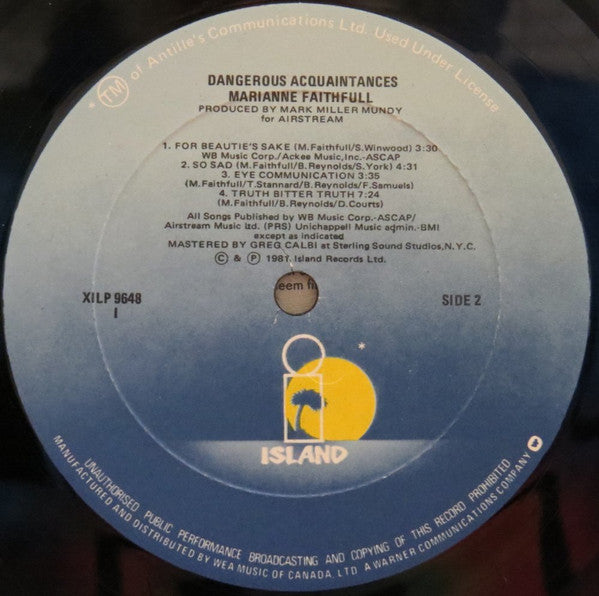 * TM of Antille's Communications Ltd. Used Under License
DANGEROUS ACQUAINTANCES
MARIANNE FAITHFULL
PRODUCED BY MARK MILLER MUNDY
for AIRSTREAM
1. FOR BEAUTIE'S SAKE (M.Faithfull/S.Winwood) 3:30
WB Music Corp./Ackee Music,Inc.-ASCAP
2. SO SAD (M.Faithfull/B.Reynolds/S.York) 4:31
3. EYE COMMUNICATION 3:35
(M.Faithfull/T.Stannard/B.Reynolds/F.Samuels)
4. TRUTH BITTER TRUTH 7:24
(M.Faithfull/B.Reynolds/D.Courts)
All Songs Published by WB Music Corp.-ASCAP/
Airstream Music Ltd. (PRS) Unichappell Music admin.-BMI
except as indicated
MASTERED BY GREG CALBI at Sterling Sound Studios,N.Y.C.
© & Ⓟ 1981 Island Records Ltd.
eem fi
XILP 9648
I
SIDE 2
*
ISLAND
UNAUTHORISED PUBLIC PERFORMANCE BROADCASTING AND COPYING OF THIS RECORD PROHIBITED
MANUFACTURED AND DISTRIBUTED BY WEA MUSIC OF CANADA, LTD. A WARNER COMMUNICATIONS COMPANY